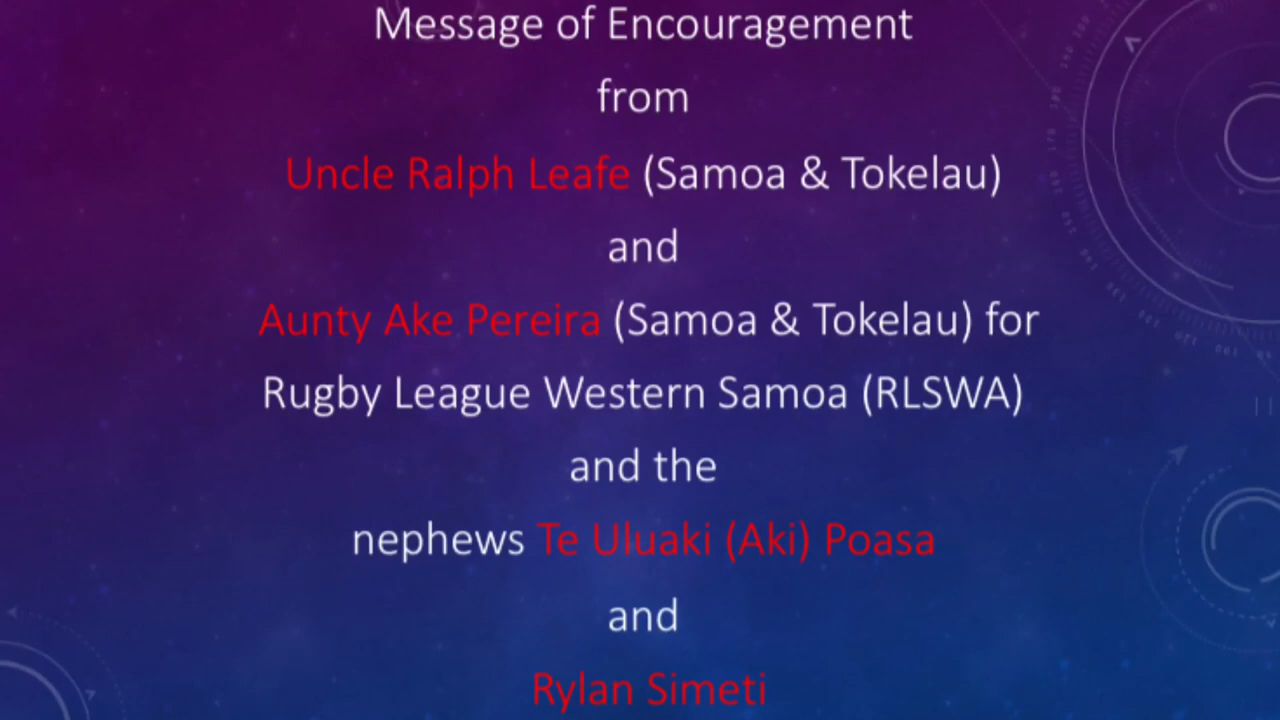 Message of Encouragement
from
Uncle Ralph Leafe (Samoa & Tokelau)
and
Aunty Ake Pereira (Samoa & Tokelau) for
Rugby League Western Samoa (RLSWA)
and the
nephews Te Uluaki (Aki) Poasa
and
Rylan Simeti